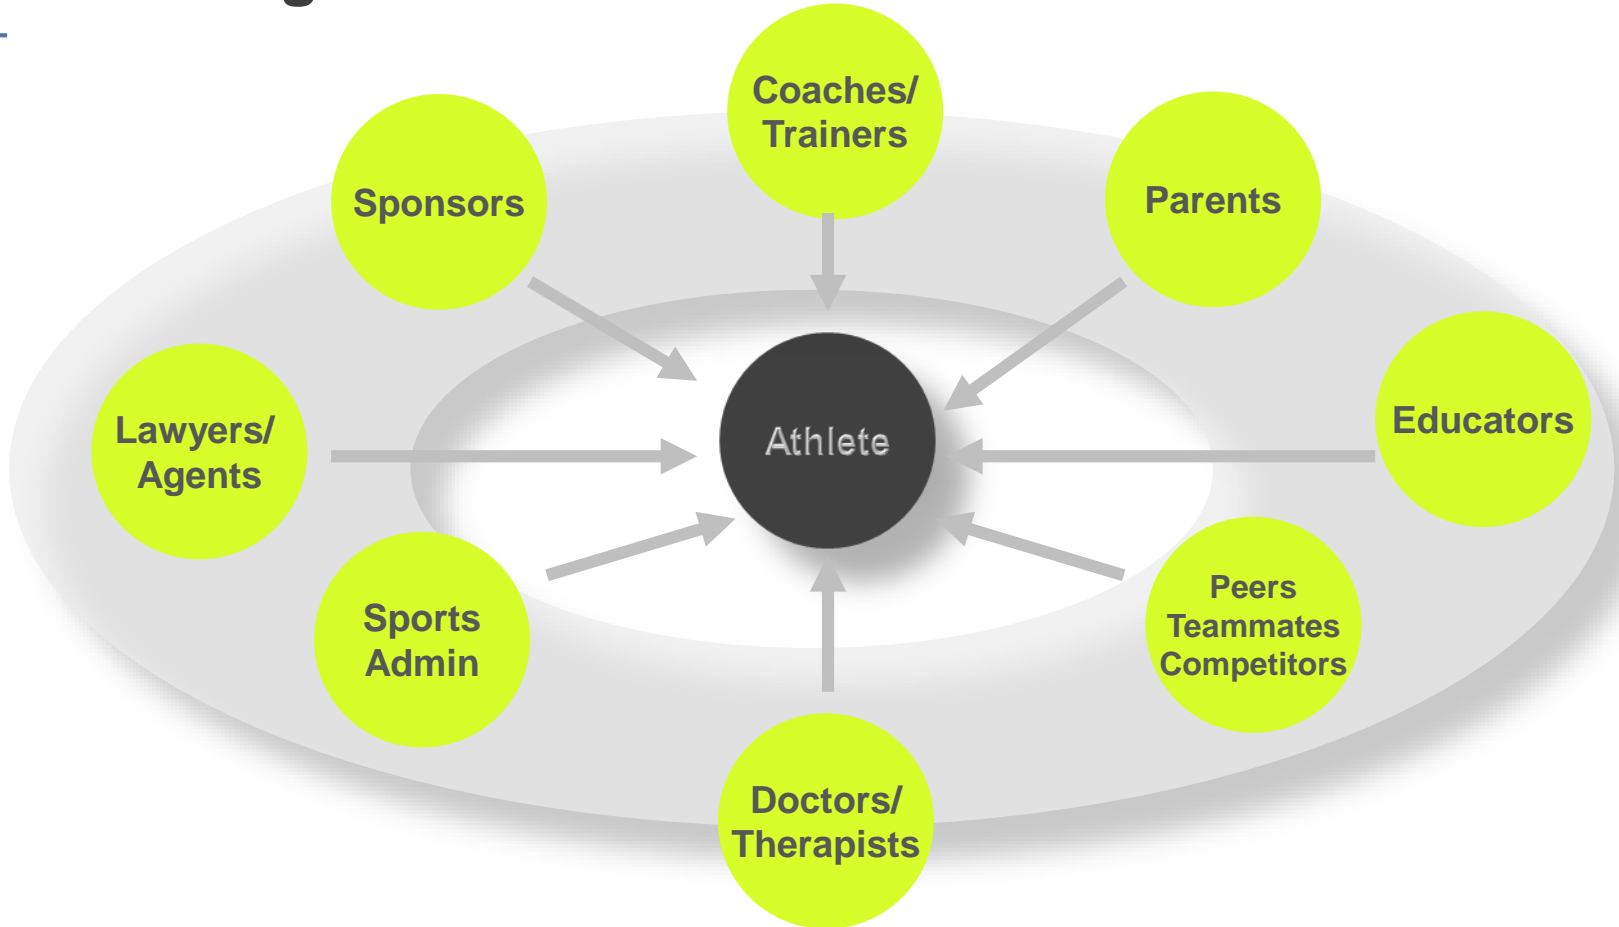 Coaches/
Trainers
Sponsors
Parents
Educators
Lawyers/
Agents
Athlete
Peers
Teammates
Competitors
Sports
Admin
Doctors/
Therapists